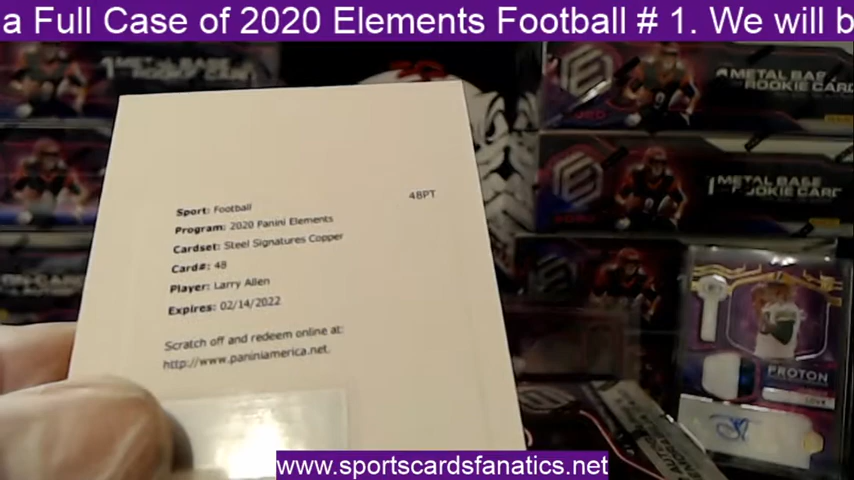 a Full Case of 2020 Elements Football # 1. We will b
METAL BASE
ROOKIE CARD
1 METAL BASE
ROOKIE CARD
48PT
Sport: Football
Program: 2020 Panini Elements
Cardset: Steel Signatures Copper
Card#: 48
Player: Larry Allen
Expires: 02/14/2022
Scratch off and redeem online at:
http://www.paniniamerica.net.
PROTON
LOVE
www.sportscardsfanatics.net